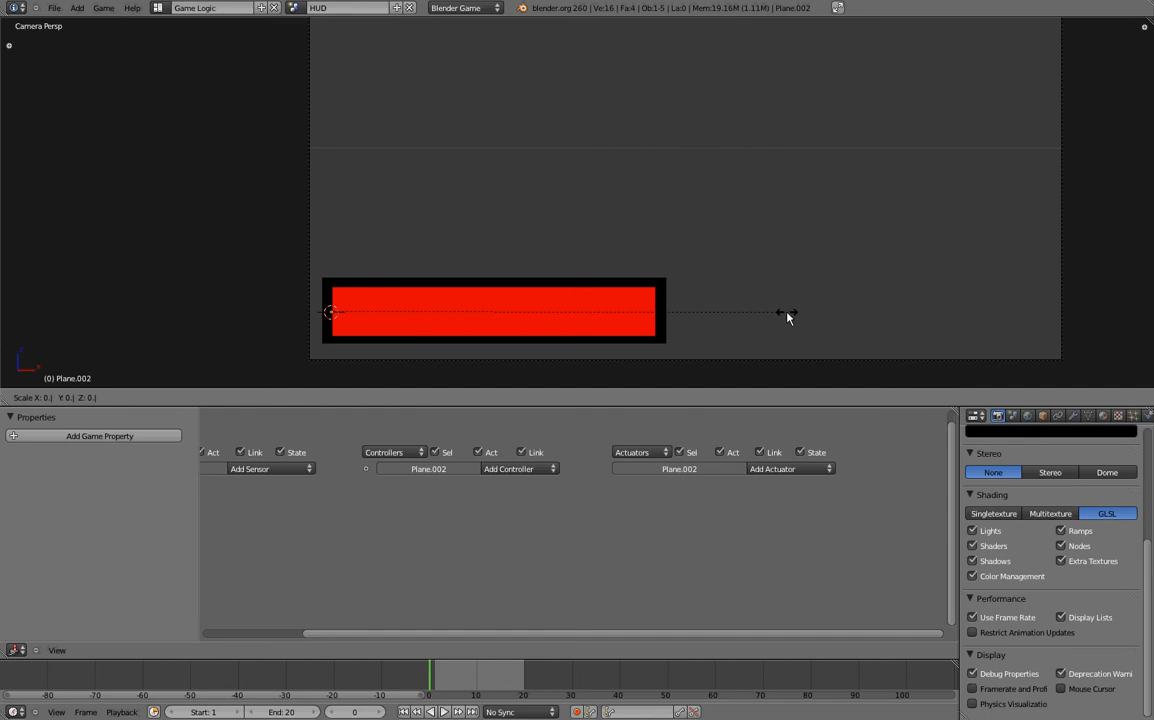 File Add Game Help Game Logic HUD Blender Game blender.org 260 | Ve:16 | Fa:4 | Ob:1-5 | La:0 | Mem:19.16M (1.11M) | Plane.002
Camera Persp
(0) Plane.002
Scale X: 0.| Y: 0.| Z: 0.|
Properties
Add Game Property
Act Link State Controllers Sel Act Link Actuators Sel Act Link State
Add Sensor Plane.002 Add Controller Plane.002 Add Actuator
Stereo
None Stereo Dome
Shading
Singletexture Multitexture GLSL
Lights Ramps
Shaders Nodes
Shadows Extra Textures
Color Management
Performance
Use Frame Rate Display Lists
Restrict Animation Updates
Display
Debug Properties Deprecation Warni
Framerate and Profi Mouse Cursor
Physics Visualizatio
View
-80 -70 -60 -50 -40 -30 -20 -10 0 10 20 30 40 50 60 70 80 90 100
View Frame Playback Start: 1 End: 20 0 No Sync